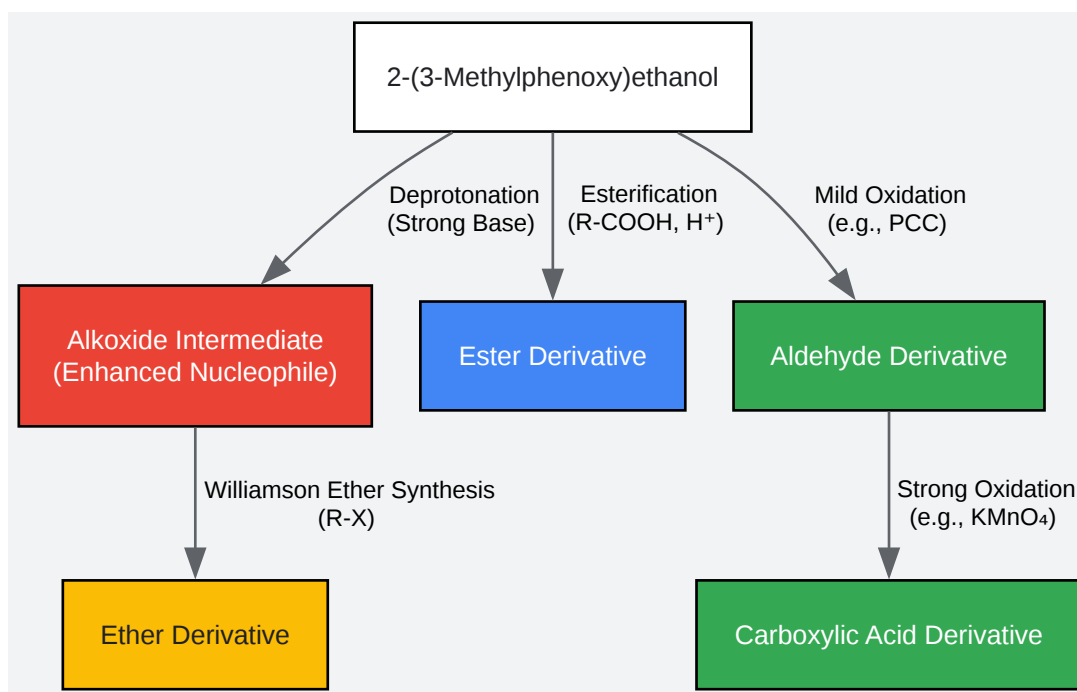 2-(3-Methylphenoxy)ethanol
Deprotonation
(Strong Base)
Esterification
(R-COOH, H⁺)
Mild Oxidation
(e.g., PCC)
Alkoxide Intermediate
(Enhanced Nucleophile)
Ester Derivative
Aldehyde Derivative
Williamson Ether Synthesis
(R-X)
Strong Oxidation
(e.g., KMnO₄)
Ether Derivative
Carboxylic Acid Derivative